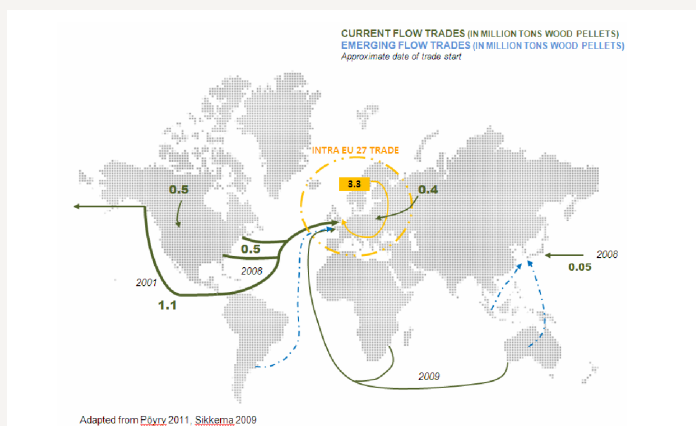 CURRENT FLOW TRADES (IN MILLION TONS WOOD PELLETS)
EMERGING FLOW TRADES (IN MILLION TONS WOOD PELLETS)
Approximate date of trade start
INTRA EU 27 TRADE
3.3
0.5
0.4
0.5
2008
2008
0.05
2001
1.1
2009
Adapted from Pöyry 2011, Sikkema 2009